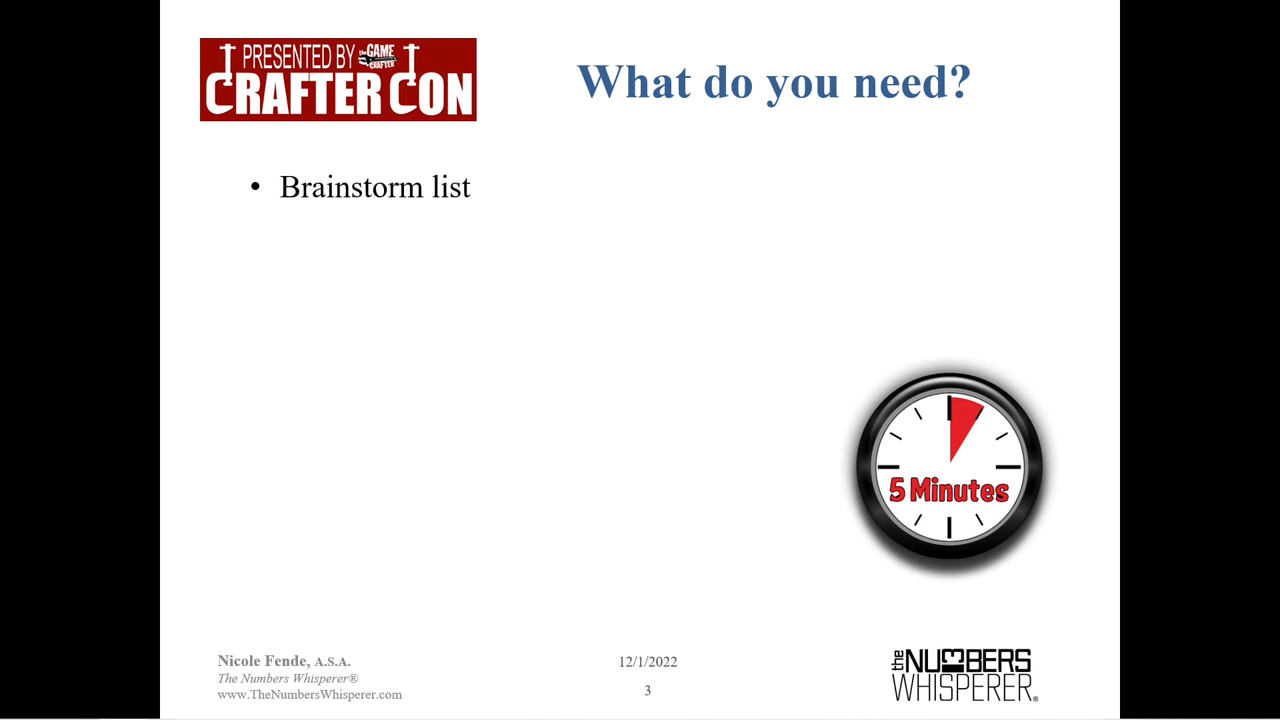 PRESENTED BY the GAME CRAFTER
CRAFTER CON
What do you need?
• Brainstorm list
5 Minutes
Nicole Fende, A.S.A.
The Numbers Whisperer®
www.TheNumbersWhisperer.com
12/1/2022
3
the NUMBERS
WHISPERER®